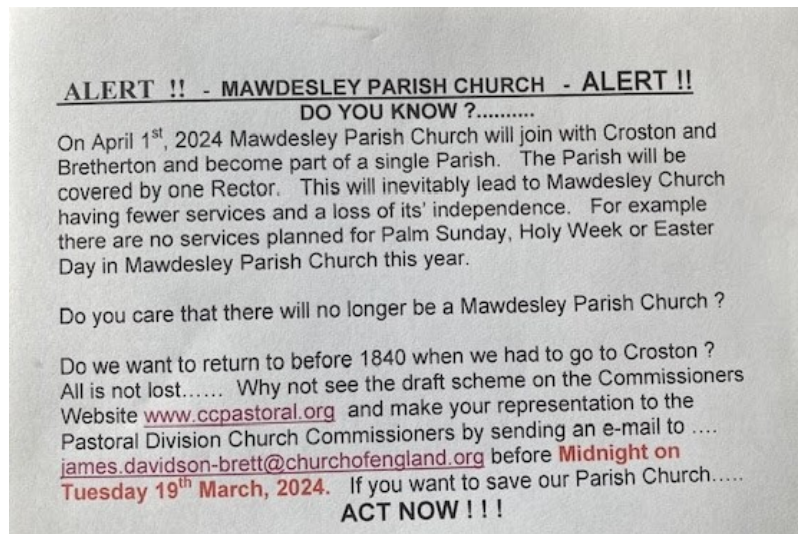 ALERT !! - MAWDESLEY PARISH CHURCH - ALERT !!
DO YOU KNOW ?..........
On April 1st, 2024 Mawdesley Parish Church will join with Croston and
Bretherton and become part of a single Parish. The Parish will be
covered by one Rector. This will inevitably lead to Mawdesley Church
having fewer services and a loss of its' independence. For example
there are no services planned for Palm Sunday, Holy Week or Easter
Day in Mawdesley Parish Church this year.
Do you care that there will no longer be a Mawdesley Parish Church ?
Do we want to return to before 1840 when we had to go to Croston ?
All is not lost...... Why not see the draft scheme on the Commissioners
Website www.ccpastoral.org and make your representation to the
Pastoral Division Church Commissioners by sending an e-mail to ....
james.davidson-brett@churchofengland.org before Midnight on
Tuesday 19th March, 2024. If you want to save our Parish Church.....
ACT NOW ! ! !